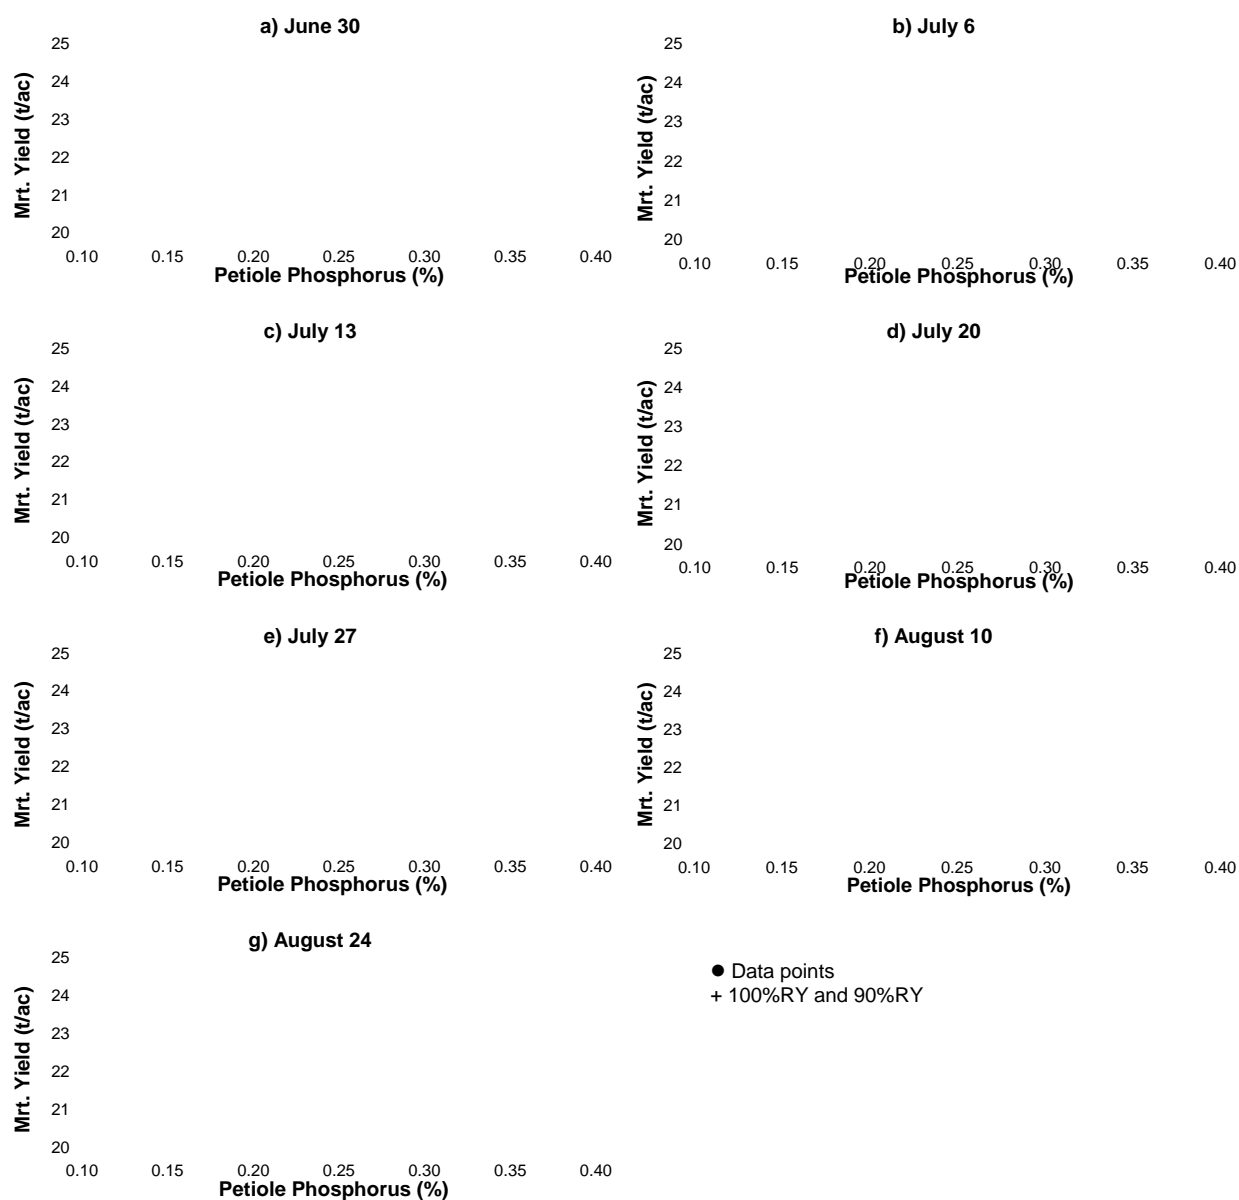 a) June 30
Mrt. Yield (t/ac)
25
24
23
22
21
20
0.10 0.15 0.20 0.25 0.30 0.35 0.40
Petiole Phosphorus (%)
b) July 6
Mrt. Yield (t/ac)
25
24
23
22
21
20
0.10 0.15 0.20 0.25 0.30 0.35 0.40
Petiole Phosphorus (%)
c) July 13
Mrt. Yield (t/ac)
25
24
23
22
21
20
0.10 0.15 0.20 0.25 0.30 0.35 0.40
Petiole Phosphorus (%)
d) July 20
Mrt. Yield (t/ac)
25
24
23
22
21
20
0.10 0.15 0.20 0.25 0.30 0.35 0.40
Petiole Phosphorus (%)
e) July 27
Mrt. Yield (t/ac)
25
24
23
22
21
20
0.10 0.15 0.20 0.25 0.30 0.35 0.40
Petiole Phosphorus (%)
f) August 10
Mrt. Yield (t/ac)
25
24
23
22
21
20
0.10 0.15 0.20 0.25 0.30 0.35 0.40
Petiole Phosphorus (%)
g) August 24
Mrt. Yield (t/ac)
25
24
23
22
21
20
0.10 0.15 0.20 0.25 0.30 0.35 0.40
Petiole Phosphorus (%)
● Data points
+ 100%RY and 90%RY